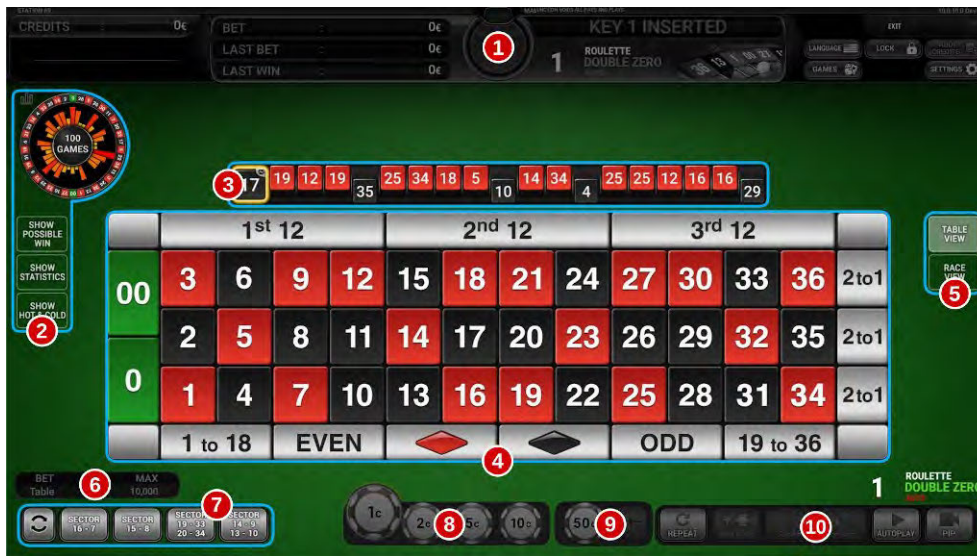 STATION 69
10.0.19.0 Dev
CREDITS : 0€
BET : 0€
LAST BET : 0€
LAST WIN : 0€
1
KEY 1 INSERTED
1 ROULETTE
DOUBLE ZERO
EXIT
LANGUAGE
LOCK
GAMES
SETTINGS
100
GAMES
3
17 19 12 19 35 25 34 18 5 10 14 34 4 25 25 12 16 16 29
SHOW
POSSIBLE
WIN
SHOW
STATISTICS
SHOW
HOT & COLD
2
1st 12 2nd 12 3rd 12
00 3 6 9 12 15 18 21 24 27 30 33 36 2to1
2 5 8 11 14 17 20 23 26 29 32 35 2to1
0 1 4 7 10 13 16 19 22 25 28 31 34 2to1
1 to 18 EVEN ODD 19 to 36
4
TABLE
VIEW
RACE
VIEW
5
BET MAX
Table 10,000
6
7
SECTOR
16 - 7
SECTOR
15 - 8
SECTOR
19 - 33
20 - 34
SECTOR
14 - 9
13 - 10
1c 2c 5c 10c 50c
8
9
REPEAT
10
AUTOPLAY
PIP
1 ROULETTE
DOUBLE ZERO